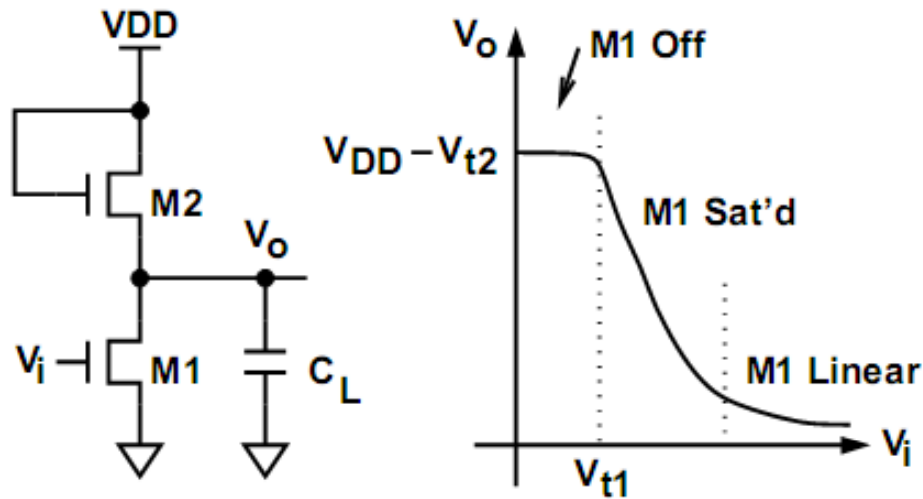 VDD
M2
Vo
Vi
M1
CL
Vo
M1 Off
VDD – Vt2
M1 Sat'd
M1 Linear
Vt1
Vi